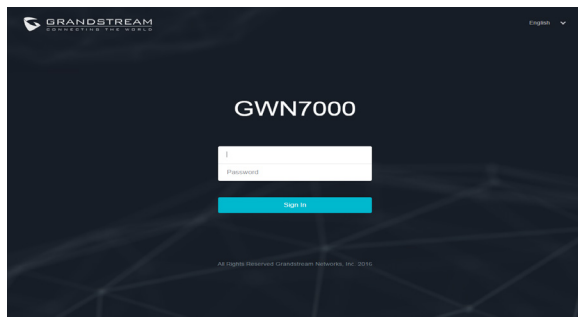 GRANDSTREAM
CONNECTING THE WORLD
English
GWN7000
Password
Sign In
All Rights Reserved Grandstream Networks, Inc. 2016